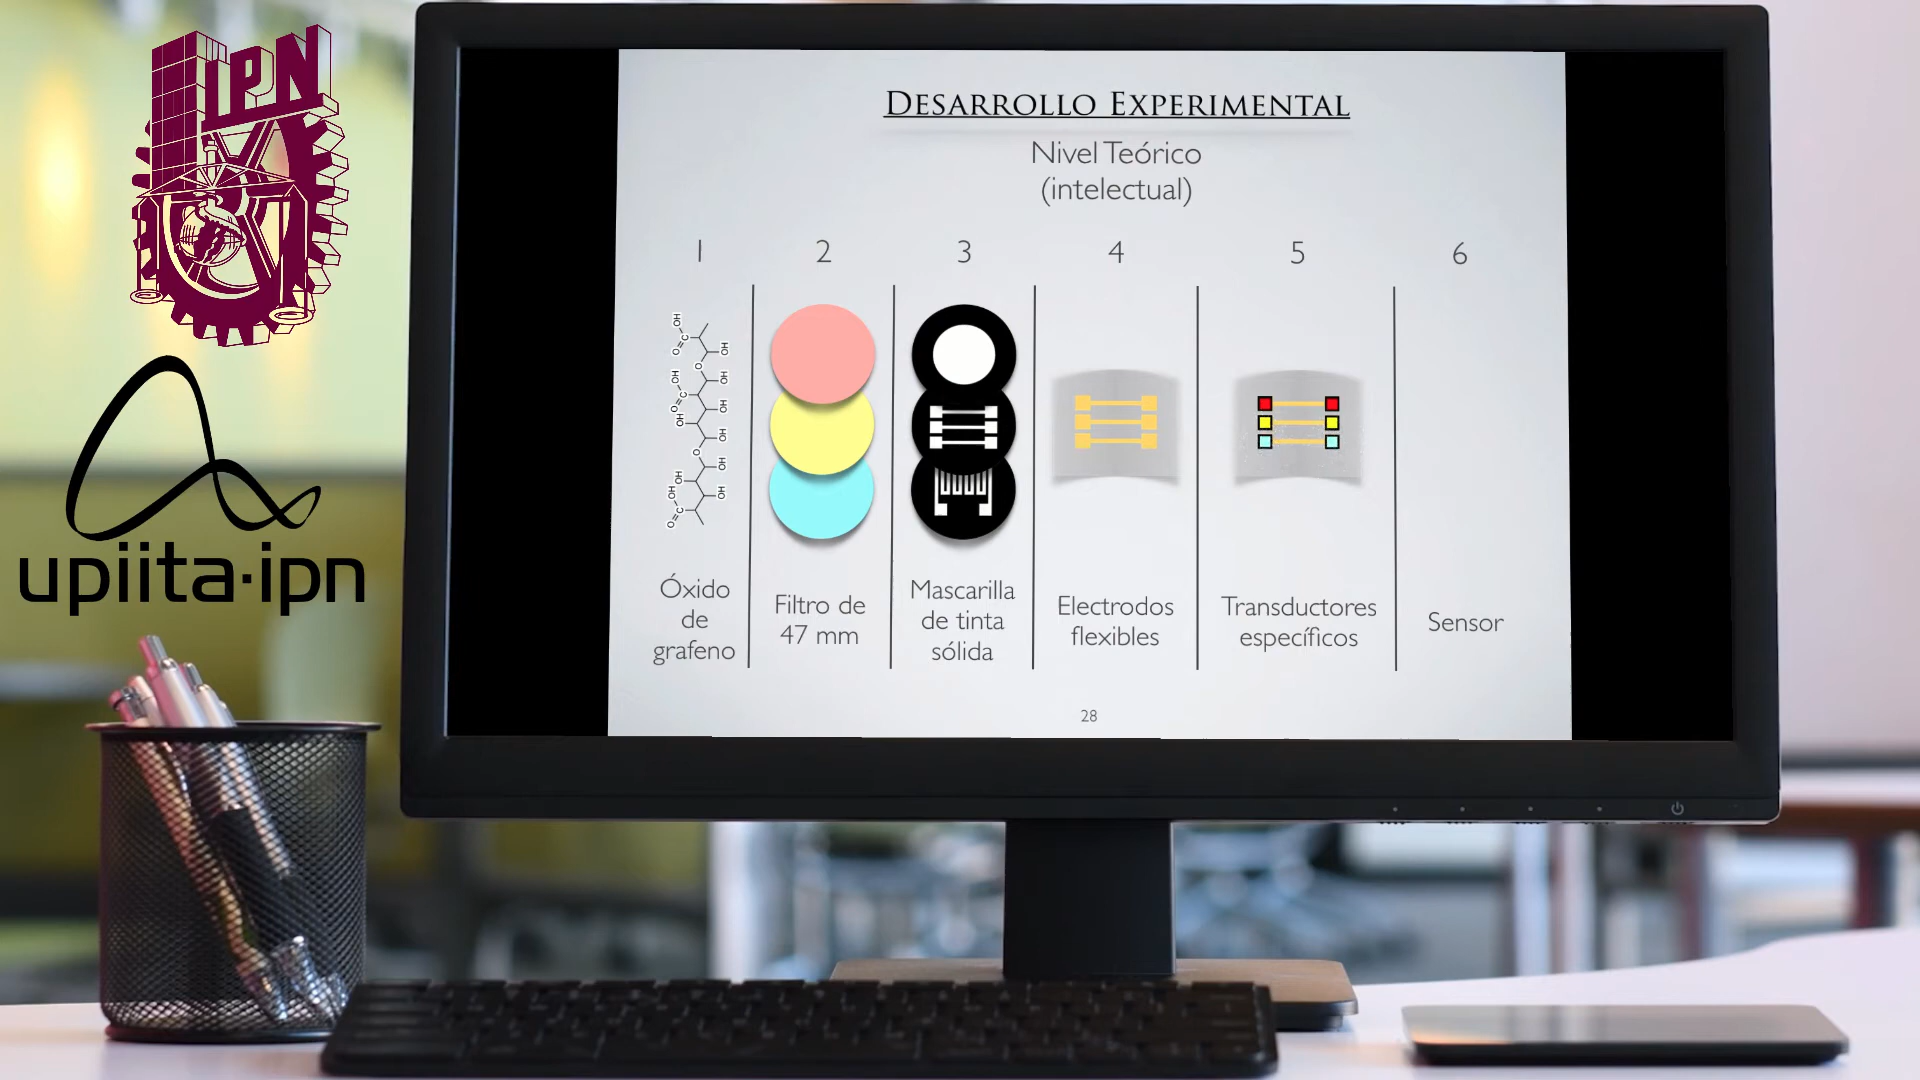 IPN
upiita·ipn
DESARROLLO EXPERIMENTAL
Nivel Teórico
(intelectual)
1 2 3 4 5 6
Óxido
de
grafeno
Filtro de
47 mm
Mascarilla
de tinta
sólida
Electrodos
flexibles
Transductores
específicos
Sensor
28